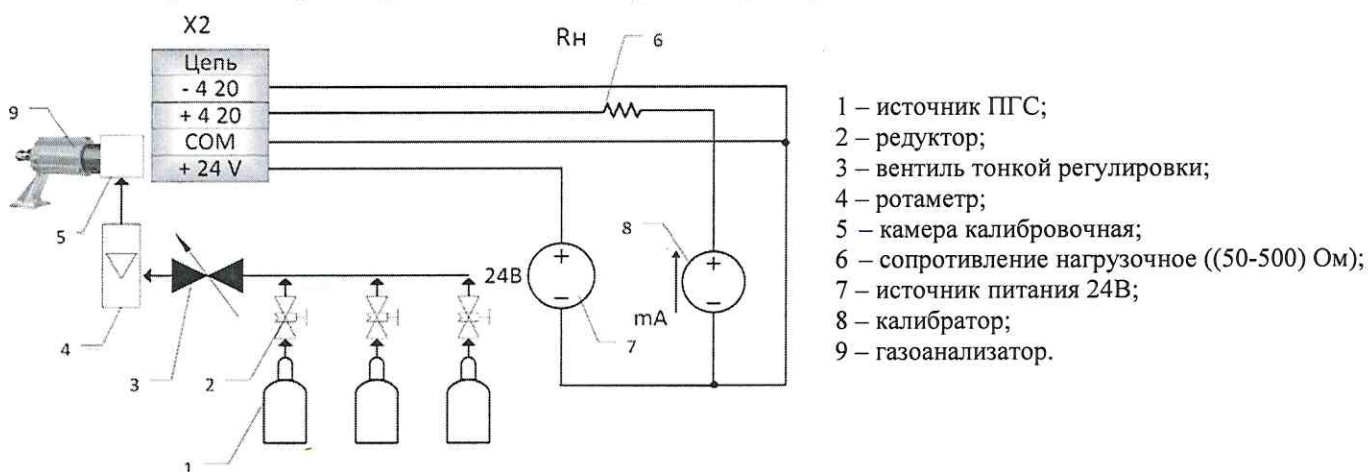 X2
Цепь
- 4 20
+ 4 20
COM
+ 24 V
Rн
6
9
5
4
3
2
1
24В
7
8
mA
+
−
+
−
1 – источник ПГС;
2 – редуктор;
3 – вентиль тонкой регулировки;
4 – ротаметр;
5 – камера калибровочная;
6 – сопротивление нагрузочное ((50-500) Ом);
7 – источник питания 24В;
8 – калибратор;
9 – газоанализатор.